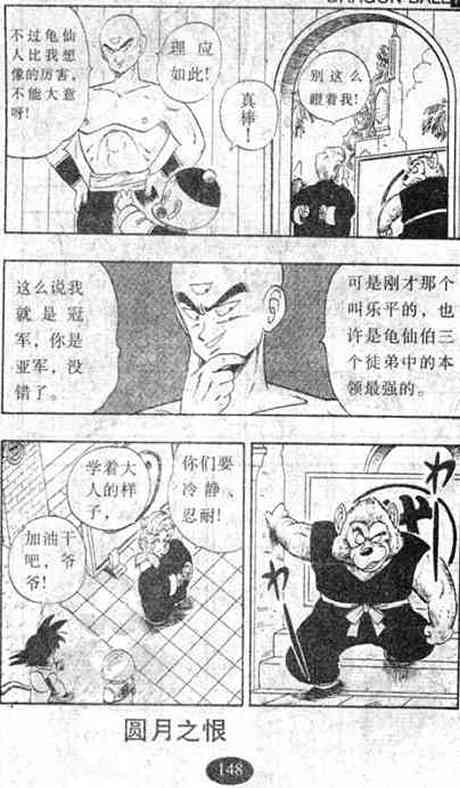 DRAGON BALL
别这么
跟着我!
真
棒
!
理应
如此!
不过龟仙
人比我想
像的厉害,
不能大意
呀!
可是刚才那个
叫乐平的,也
许是龟仙伯三
个徒弟中的本
领最强的。
这么说我
就是冠
军,你是
亚军,没
错了。
わ
わ
你们要
冷静、
忍耐!
学着大
人的样
子,
加油干
吧,爷
爷!
圆月之恨
148